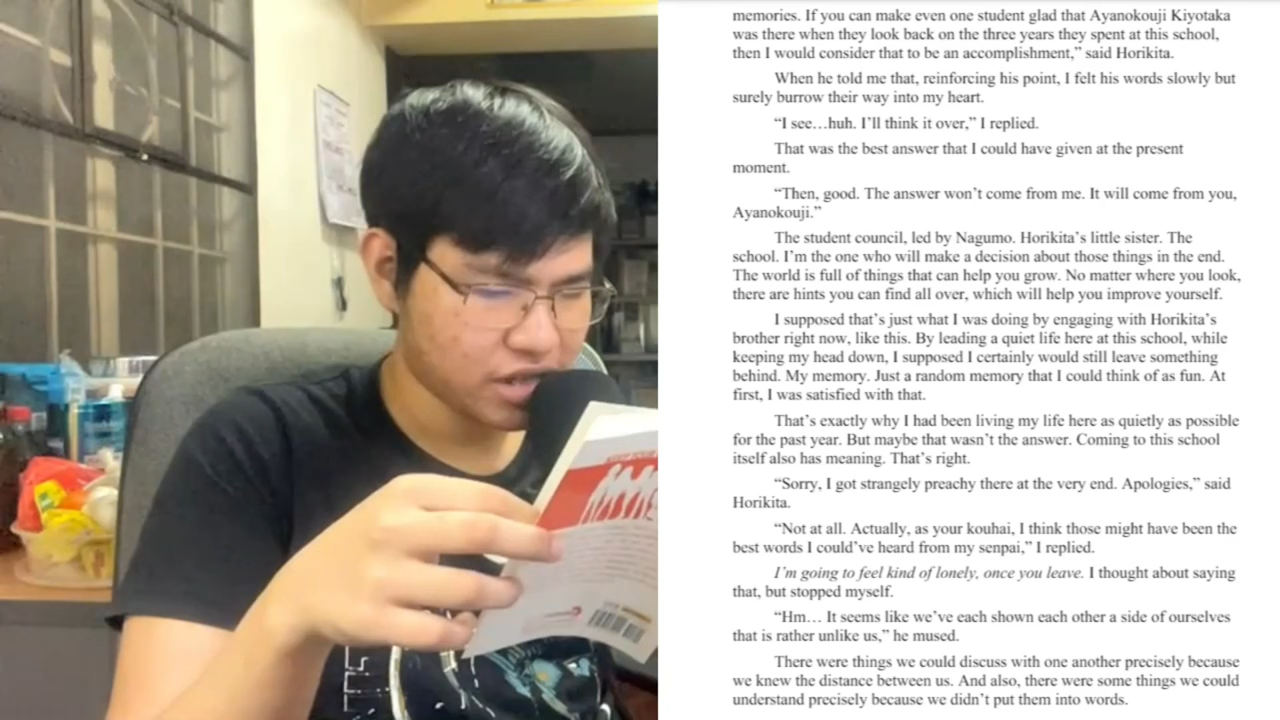 memories. If you can make even one student glad that Ayanokouji Kiyotaka
was there when they look back on the three years they spent at this school,
then I would consider that to be an accomplishment,” said Horikita.
When he told me that, reinforcing his point, I felt his words slowly but
surely burrow their way into my heart.
“I see…huh. I’ll think it over,” I replied.
That was the best answer that I could have given at the present
moment.
“Then, good. The answer won’t come from me. It will come from you,
Ayanokouji.”
The student council, led by Nagumo. Horikita’s little sister. The
school. I’m the one who will make a decision about those things in the end.
The world is full of things that can help you grow. No matter where you look,
there are hints you can find all over, which will help you improve yourself.
I supposed that’s just what I was doing by engaging with Horikita’s
brother right now, like this. By leading a quiet life here at this school, while
keeping my head down, I supposed I certainly would still leave something
behind. My memory. Just a random memory that I could think of as fun. At
first, I was satisfied with that.
That’s exactly why I had been living my life here as quietly as possible
for the past year. But maybe that wasn’t the answer. Coming to this school
itself also has meaning. That’s right.
“Sorry, I got strangely preachy there at the very end. Apologies,” said
Horikita.
“Not at all. Actually, as your kouhai, I think those might have been the
best words I could’ve heard from my senpai,” I replied.
I’m going to feel kind of lonely, once you leave. I thought about saying
that, but stopped myself.
“Hm… It seems like we’ve each shown each other a side of ourselves
that is rather unlike us,” he mused.
There were things we could discuss with one another precisely because
we knew the distance between us. And also, there were some things we could
understand precisely because we didn’t put them into words.